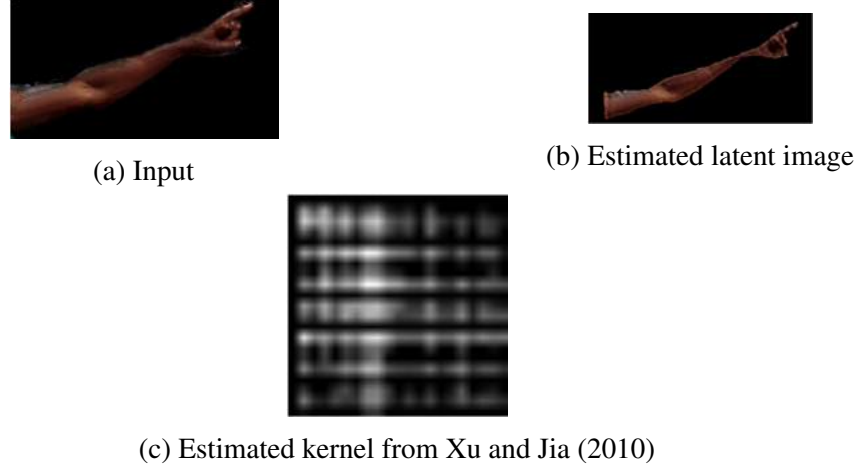 (a) Input
(b) Estimated latent image
(c) Estimated kernel from Xu and Jia (2010)